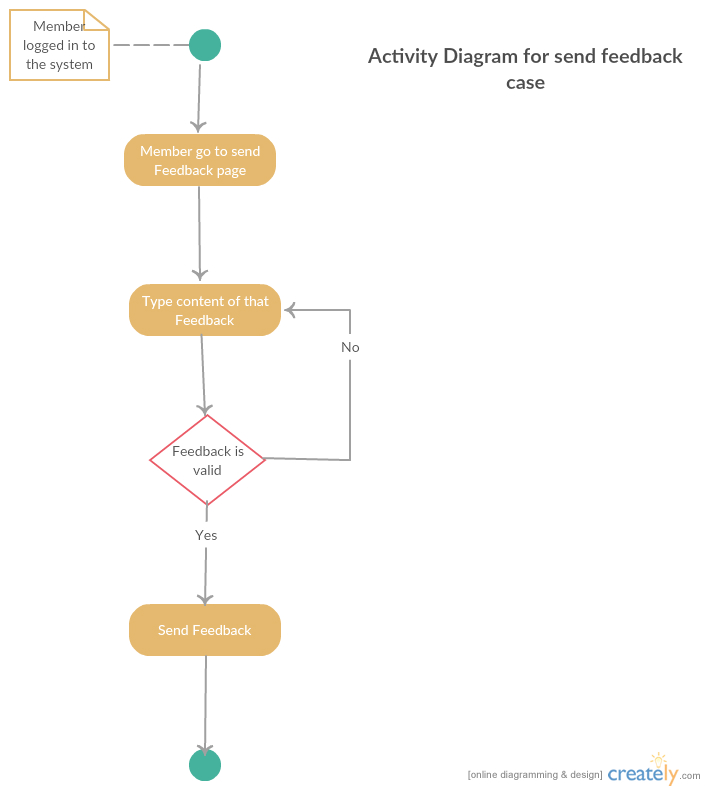 Member
logged in to
the system
Activity Diagram for send feedback
case
Member go to send
Feedback page
Type content of that
Feedback
No
Feedback is
valid
Yes
Send Feedback
[online diagramming & design] creately.com